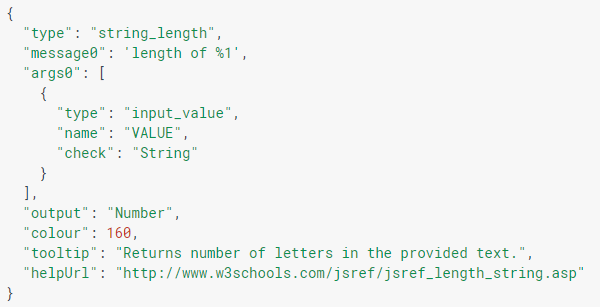 {
  "type": "string_length",
  "message0": 'length of %1',
  "args0": [
    {
      "type": "input_value",
      "name": "VALUE",
      "check": "String"
    }
  ],
  "output": "Number",
  "colour": 160,
  "tooltip": "Returns number of letters in the provided text.",
  "helpUrl": "http://www.w3schools.com/jsref/jsref_length_string.asp"
}